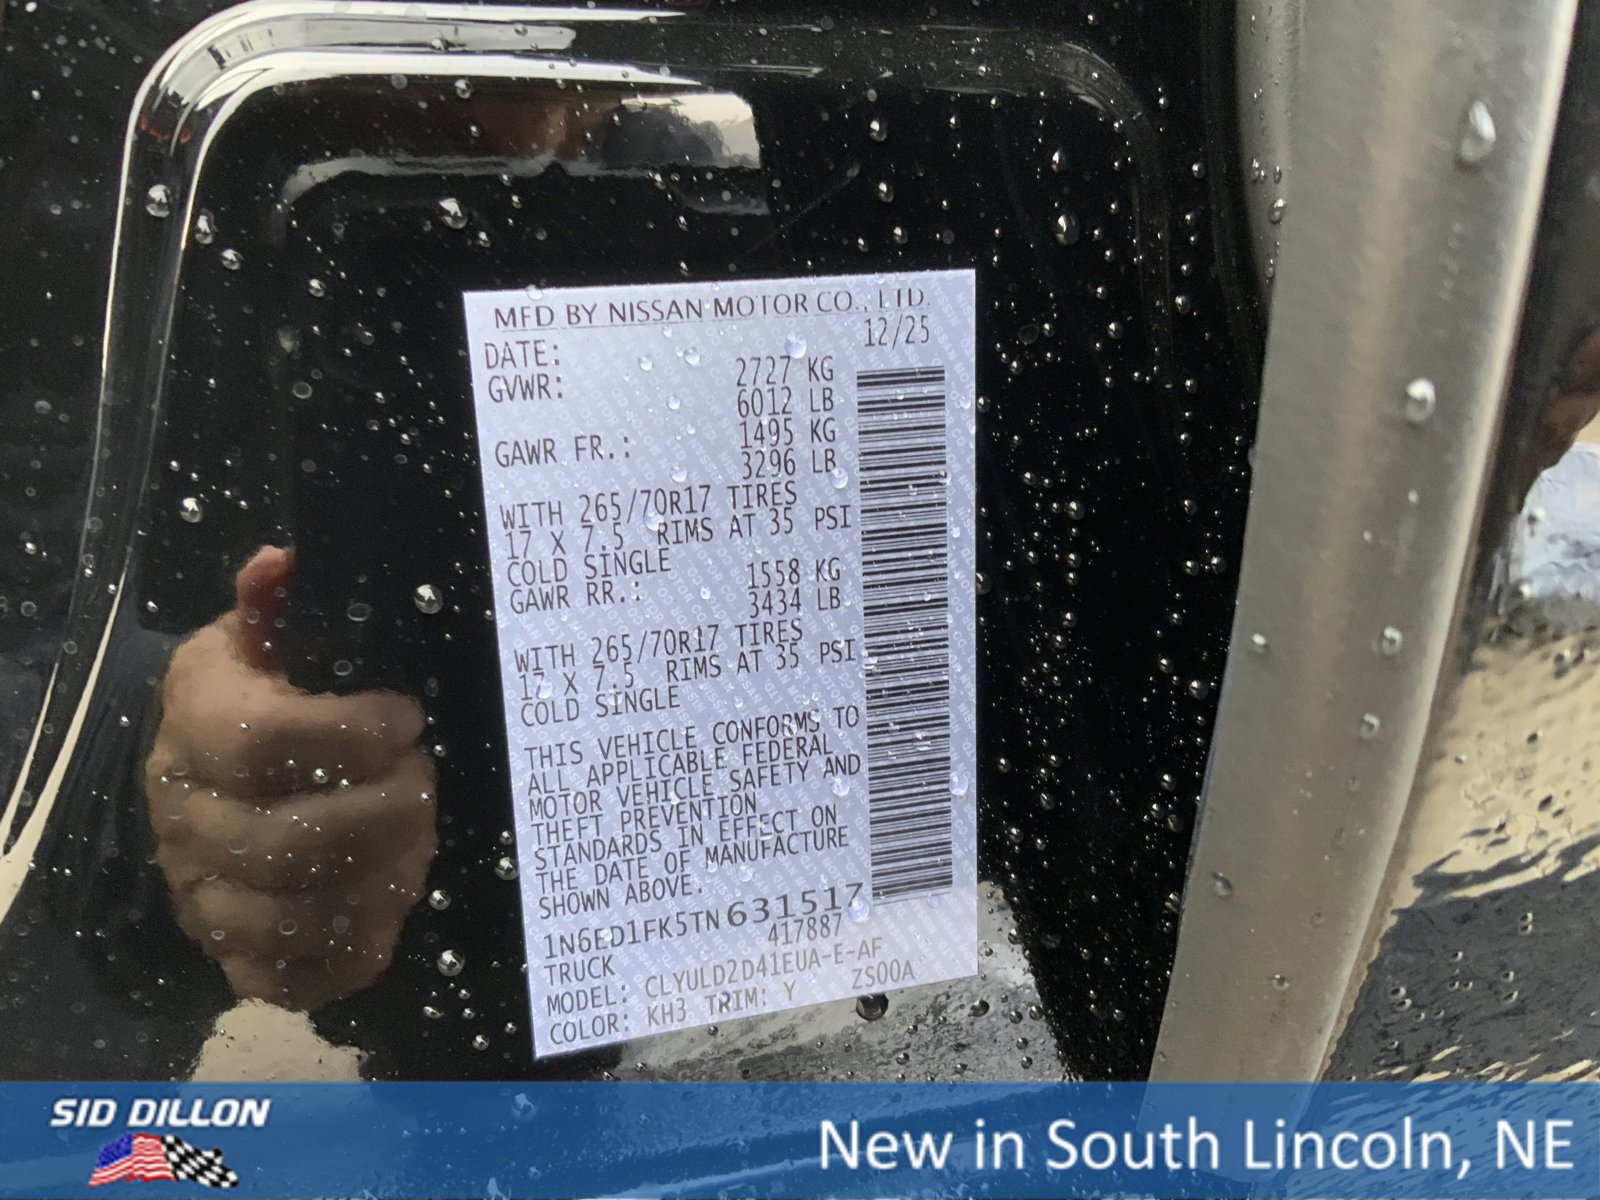 MFD BY NISSAN MOTOR CO., LTD.
DATE: 12/25
GVWR: 2727 KG
6012 LB
GAWR FR.: 1495 KG
3296 LB
WITH 265/70R17 TIRES
17 X 7.5 RIMS AT 35 PSI
COLD SINGLE
GAWR RR.: 1558 KG
3434 LB
WITH 265/70R17 TIRES
17 X 7.5 RIMS AT 35 PSI
COLD SINGLE
THIS VEHICLE CONFORMS TO
ALL APPLICABLE FEDERAL
MOTOR VEHICLE SAFETY AND
THEFT PREVENTION
STANDARDS IN EFFECT ON
THE DATE OF MANUFACTURE
SHOWN ABOVE.
1N6ED1FK5TN631517
TRUCK 417887
MODEL: CLYULD2D41EUA-E-AF
COLOR: KH3 TRIM: Y ZS00A
SID DILLON
New in South Lincoln, NE